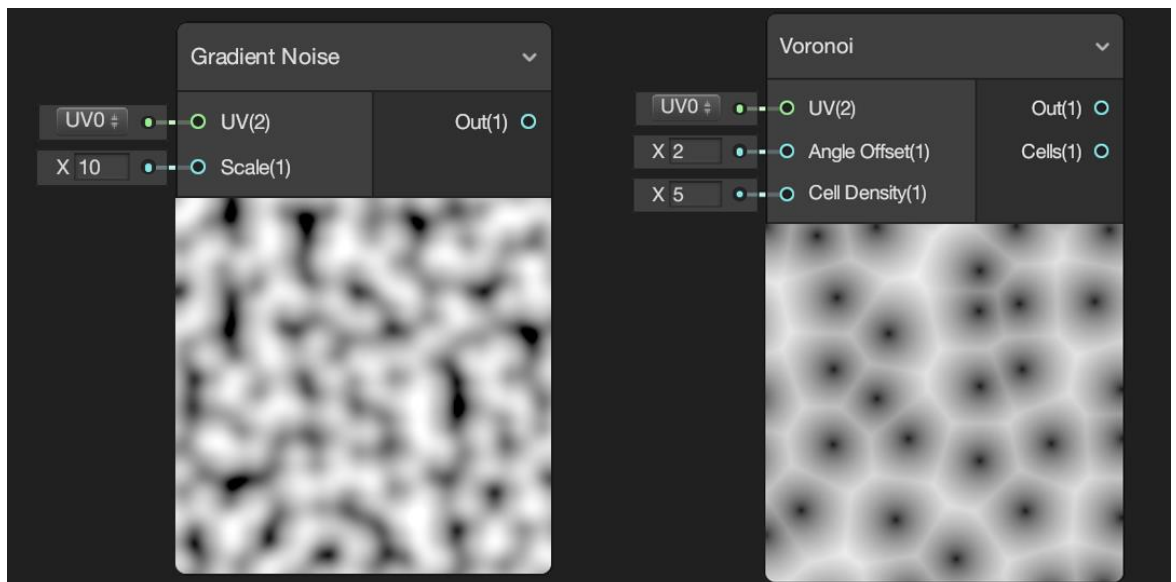 Gradient Noise
UV0 UV(2) Out(1)
X 10 Scale(1)
Voronoi
UV0 UV(2) Out(1)
X 2 Angle Offset(1) Cells(1)
X 5 Cell Density(1)